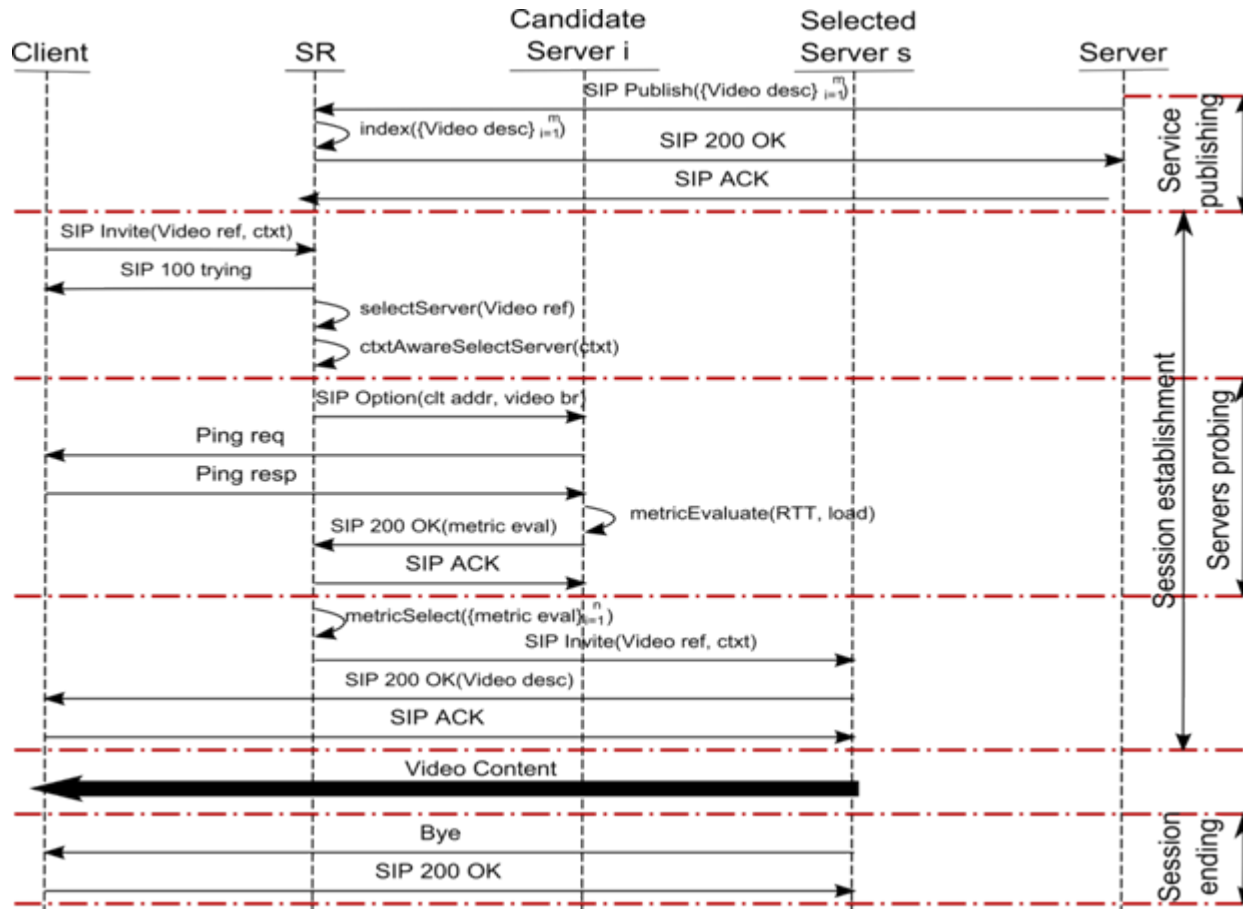 Client
SR
Candidate
Server i
Selected
Server s
Server
SIP Publish({Video desc} i=1 m)
index({Video desc} i=1 m)
SIP 200 OK
SIP ACK
Service
publishing
SIP Invite(Video ref, ctxt)
SIP 100 trying
selectServer(Video ref)
ctxtAwareSelectServer(ctxt)
Session establishment
SIP Option(clt addr, video br)
Ping req
Ping resp
metricEvaluate(RTT, load)
SIP 200 OK(metric eval)
SIP ACK
Servers probing
metricSelect({metric eval} i=1 n)
SIP Invite(Video ref, ctxt)
SIP 200 OK(Video desc)
SIP ACK
Video Content
Bye
SIP 200 OK
Session
ending